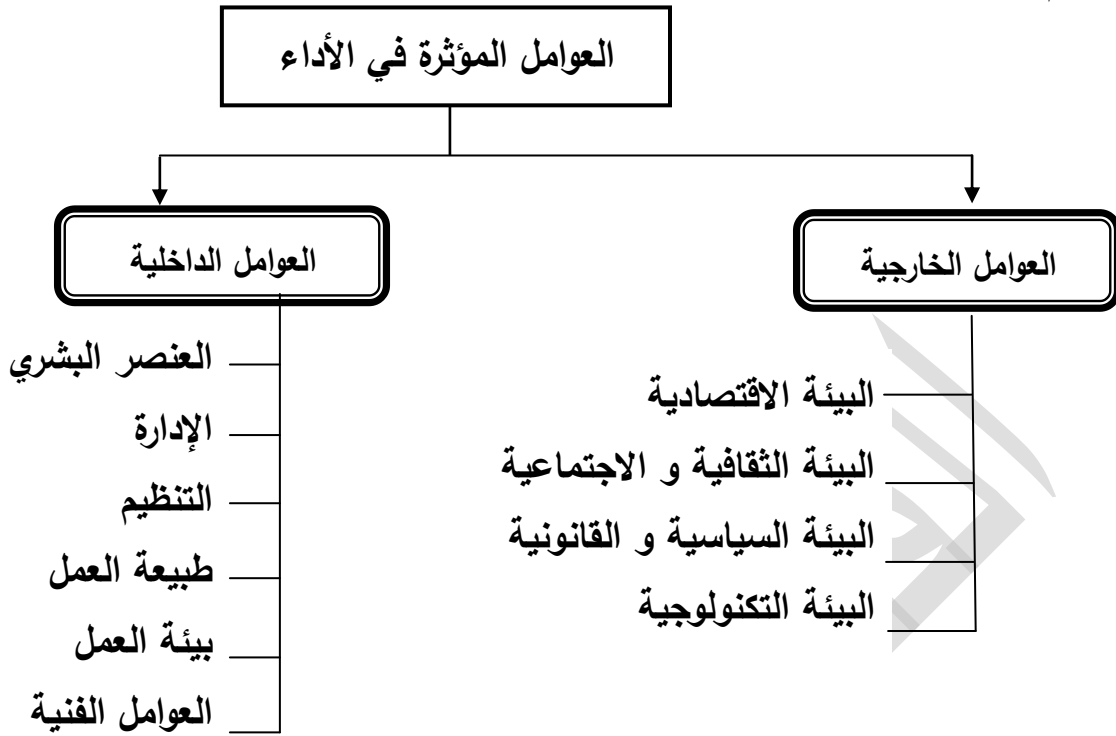 العوامل المؤثرة في الأداء
العوامل الخارجية
البيئة الاقتصادية
البيئة الثقافية و الاجتماعية
البيئة السياسية و القانونية
البيئة التكنولوجية
العوامل الداخلية
العنصر البشري
الإدارة
التنظيم
طبيعة العمل
بيئة العمل
العوامل الفنية